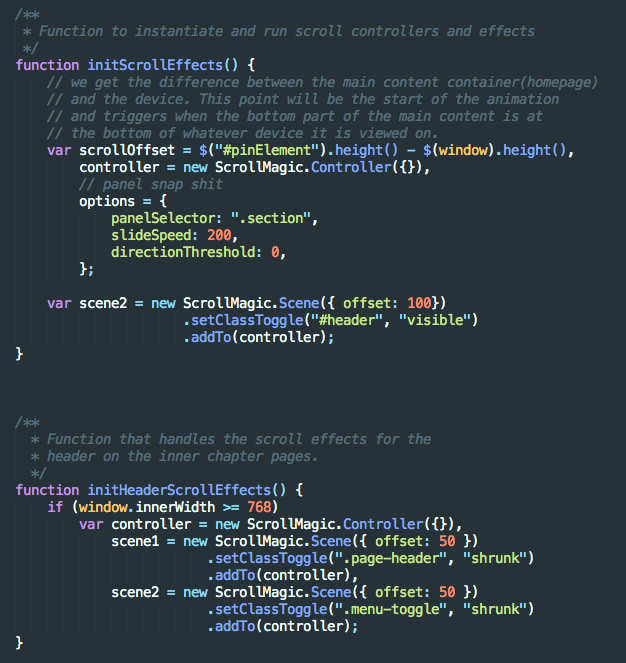 /**
 * Function to instantiate and run scroll controllers and effects
 */
function initScrollEffects() {
    // we get the difference between the main content container(homepage)
    // and the device. This point will be the start of the animation
    // and triggers when the bottom part of the main content is at
    // the bottom of whatever device it is viewed on.
    var scrollOffset = $("#pinElement").height() - $(window).height(),
        controller = new ScrollMagic.Controller({}),
        // panel snap shit
        options = {
            panelSelector: ".section",
            slideSpeed: 200,
            directionThreshold: 0,
        };
    var scene2 = new ScrollMagic.Scene({ offset: 100})
                    .setClassToggle("#header", "visible")
                    .addTo(controller);
}
/**
  * Function that handles the scroll effects for the
  * header on the inner chapter pages.
  */
function initHeaderScrollEffects() {
    if (window.innerWidth >= 768)
        var controller = new ScrollMagic.Controller({}),
            scene1 = new ScrollMagic.Scene({ offset: 50 })
                        .setClassToggle(".page-header", "shrunk")
                        .addTo(controller),
            scene2 = new ScrollMagic.Scene({ offset: 50 })
                        .setClassToggle(".menu-toggle", "shrunk")
                        .addTo(controller);
}